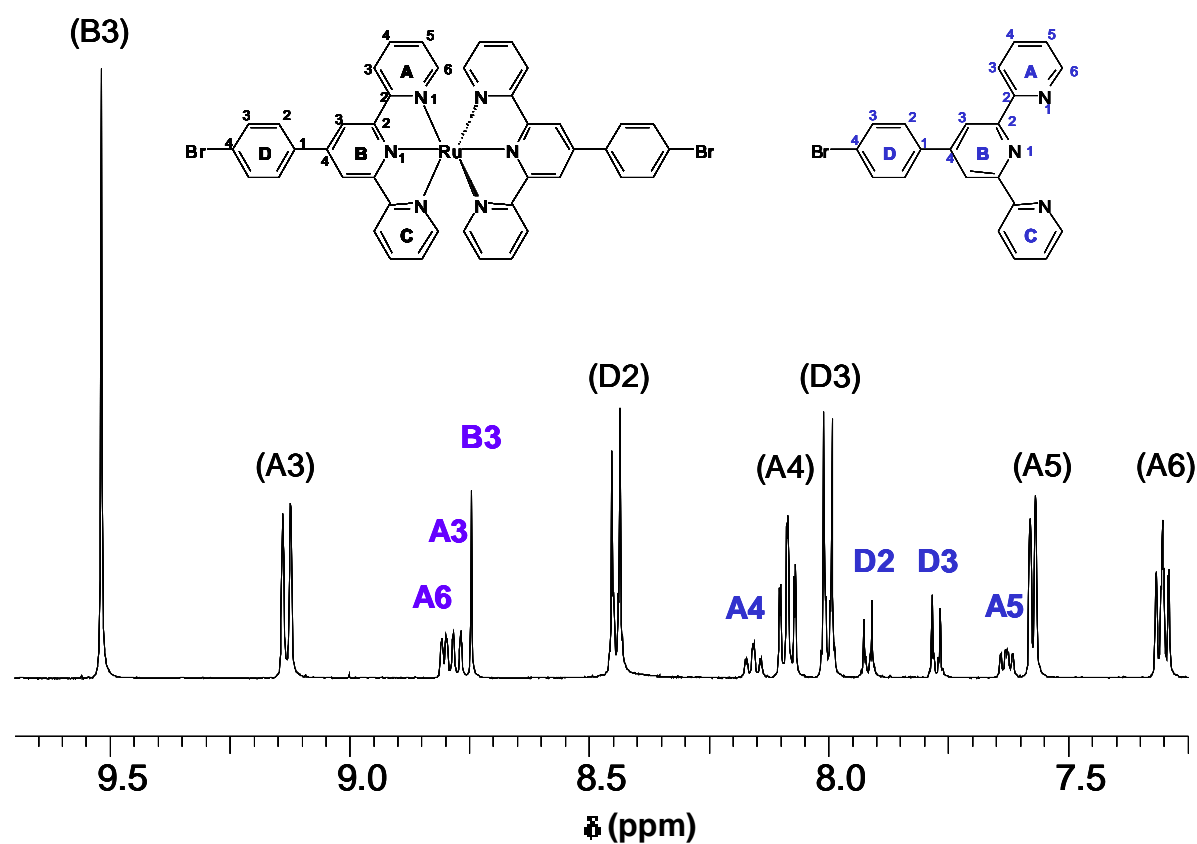 (B3)
4 5
3 A 6
2 N 1 N
3 2 3 2
Br 4 D 1 4 B N 1 Ru N Br
N N
C
4 5
3 A 6
2 N 1
3 2 3 2
Br 4 D 1 4 B N 1
N
C
(D2) (D3)
B3
(A3) (A4) (A5) (A6)
A3
D2 D3
A6 A4 A5
9.5 9.0 8.5 8.0 7.5
δ (ppm)